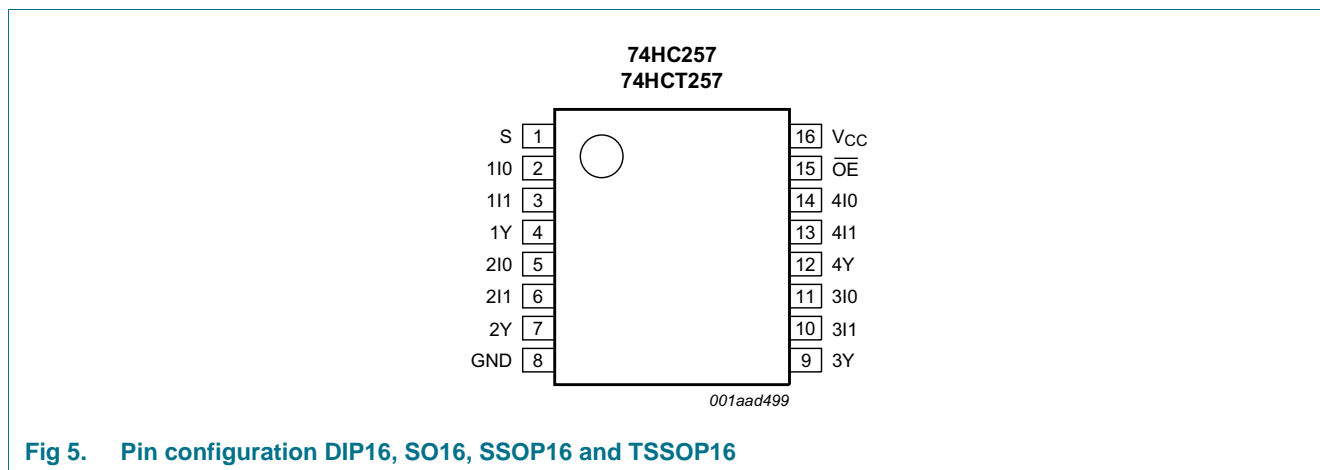 74HC257
74HCT257
S 1
1I0 2
1I1 3
1Y 4
2I0 5
2I1 6
2Y 7
GND 8
16 VCC
15 O̅E̅
14 4I0
13 4I1
12 4Y
11 3I0
10 3I1
9 3Y
001aad499
Fig 5. Pin configuration DIP16, SO16, SSOP16 and TSSOP16